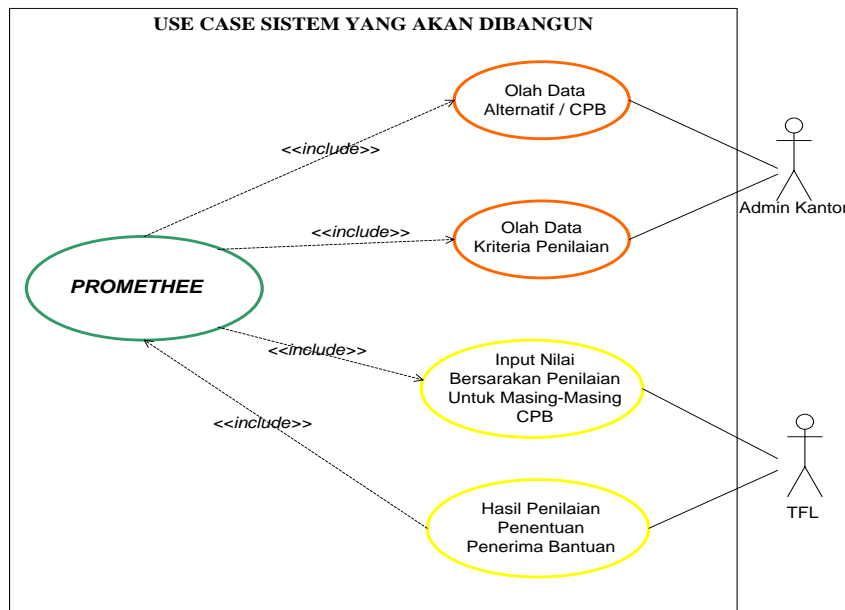 USE CASE SISTEM YANG AKAN DIBANGUN
Olah Data
Alternatif / CPB
<<include>>
Admin Kantor
<<include>>
Olah Data
Kriteria Penilaian
PROMETHEE
<<include>>
Input Nilai
Bersarakan Penilaian
Untuk Masing-Masing
CPB
<<include>>
Hasil Penilaian
Penentuan
Penerima Bantuan
TFL